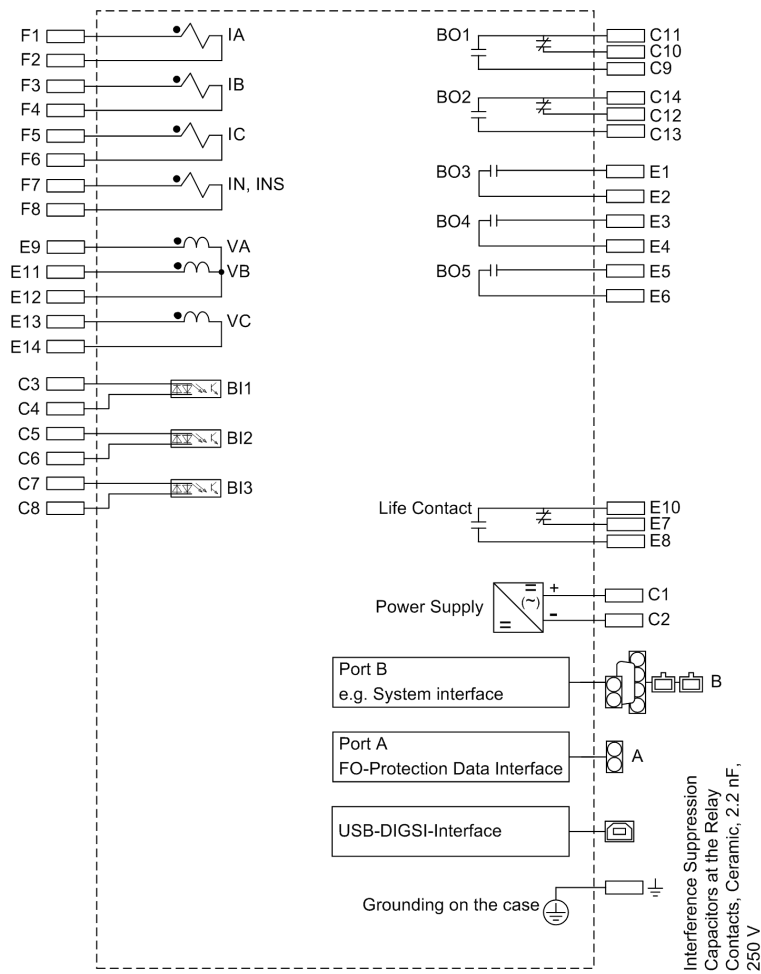 F1
IA
F2
F3
IB
F4
F5
IC
F6
F7
IN, INS
F8
E9
VA
E11
VB
E12
E13
VC
E14
C3
BI1
C4
C5
BI2
C6
C7
BI3
C8
BO1
C11
C10
C9
BO2
C14
C12
C13
BO3
E1
E2
BO4
E3
E4
BO5
E5
E6
Life Contact
E10
E7
E8
Power Supply
=
(~)
=
+
-
C1
C2
Port B
e.g. System interface
B
Port A
FO-Protection Data Interface
A
USB-DIGSI-Interface
Grounding on the case
Interference Suppression
Capacitors at the Relay
Contacts, Ceramic, 2.2 nF,
250 V